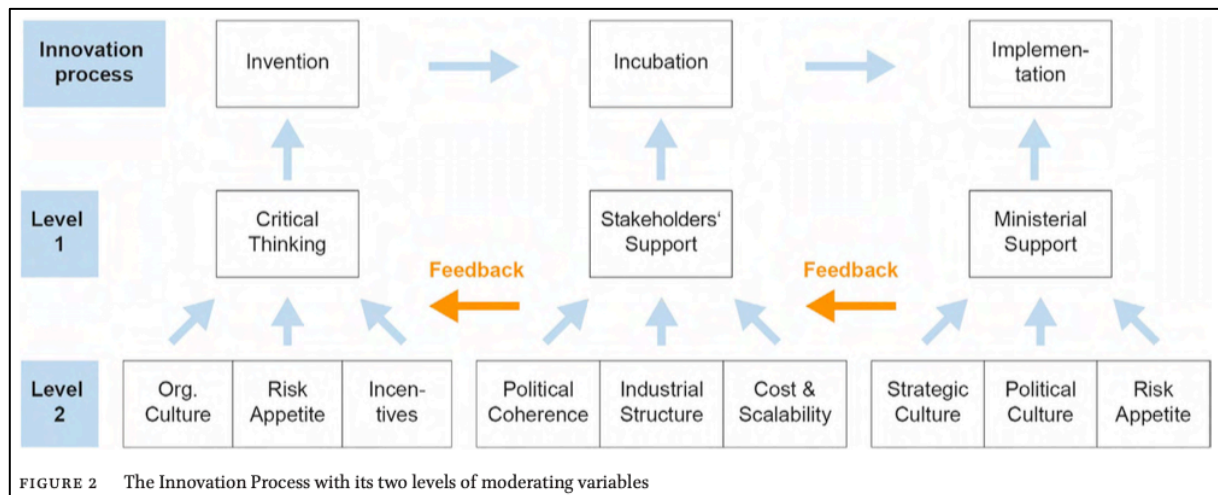 Innovation
process
Invention
Incubation
Implemen-
tation
Level
1
Critical
Thinking
Stakeholders‘
Support
Ministerial
Support
Feedback
Feedback
Level
2
Org.
Culture
Risk
Appetite
Incen-
tives
Political
Coherence
Industrial
Structure
Cost &
Scalability
Strategic
Culture
Political
Culture
Risk
Appetite
FIGURE 2 The Innovation Process with its two levels of moderating variables